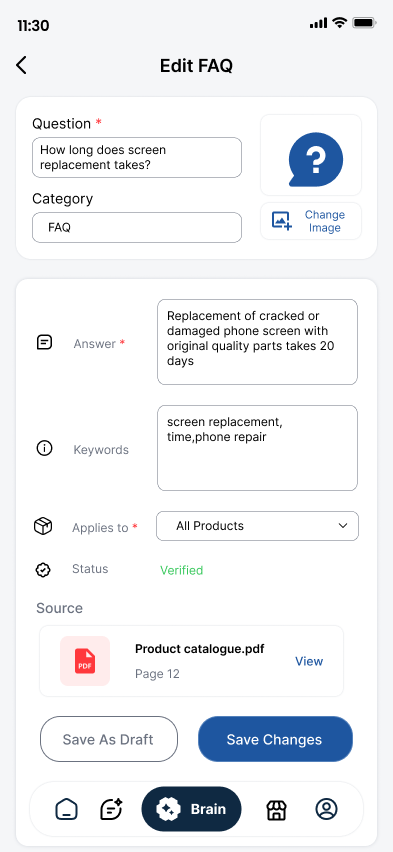 11:30
Edit FAQ
Question *
How long does screen
replacement takes?
Category
FAQ
Change
Image
Answer *
Replacement of cracked or
damaged phone screen with
original quality parts takes 20
days
Keywords
screen replacement,
time,phone repair
Applies to *
All Products
Status
Verified
Source
PDF
Product catalogue.pdf
Page 12
View
Save As Draft
Save Changes
Brain